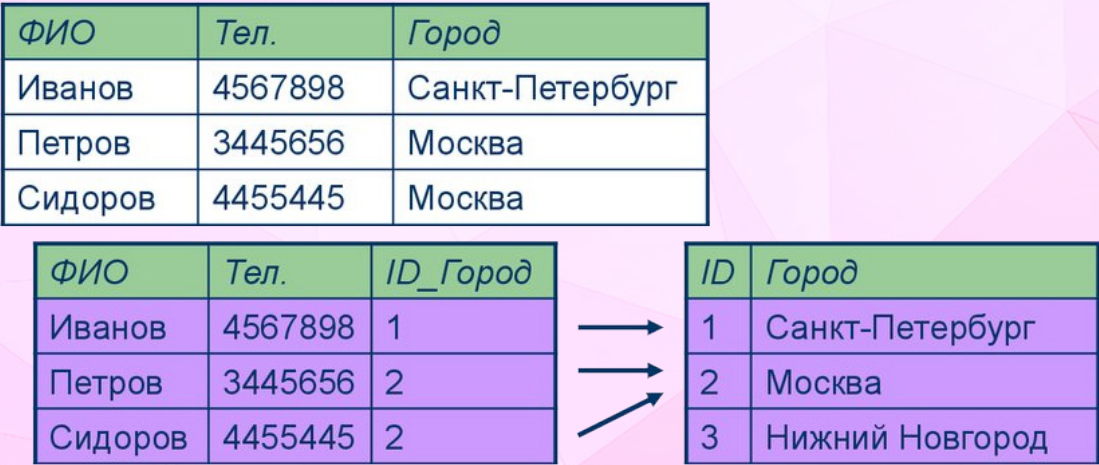 ФИО Тел. Город
Иванов 4567898 Санкт-Петербург
Петров 3445656 Москва
Сидоров 4455445 Москва
ФИО Тел. ID_Город
Иванов 4567898 1
Петров 3445656 2
Сидоров 4455445 2
ID Город
1 Санкт-Петербург
2 Москва
3 Нижний Новгород